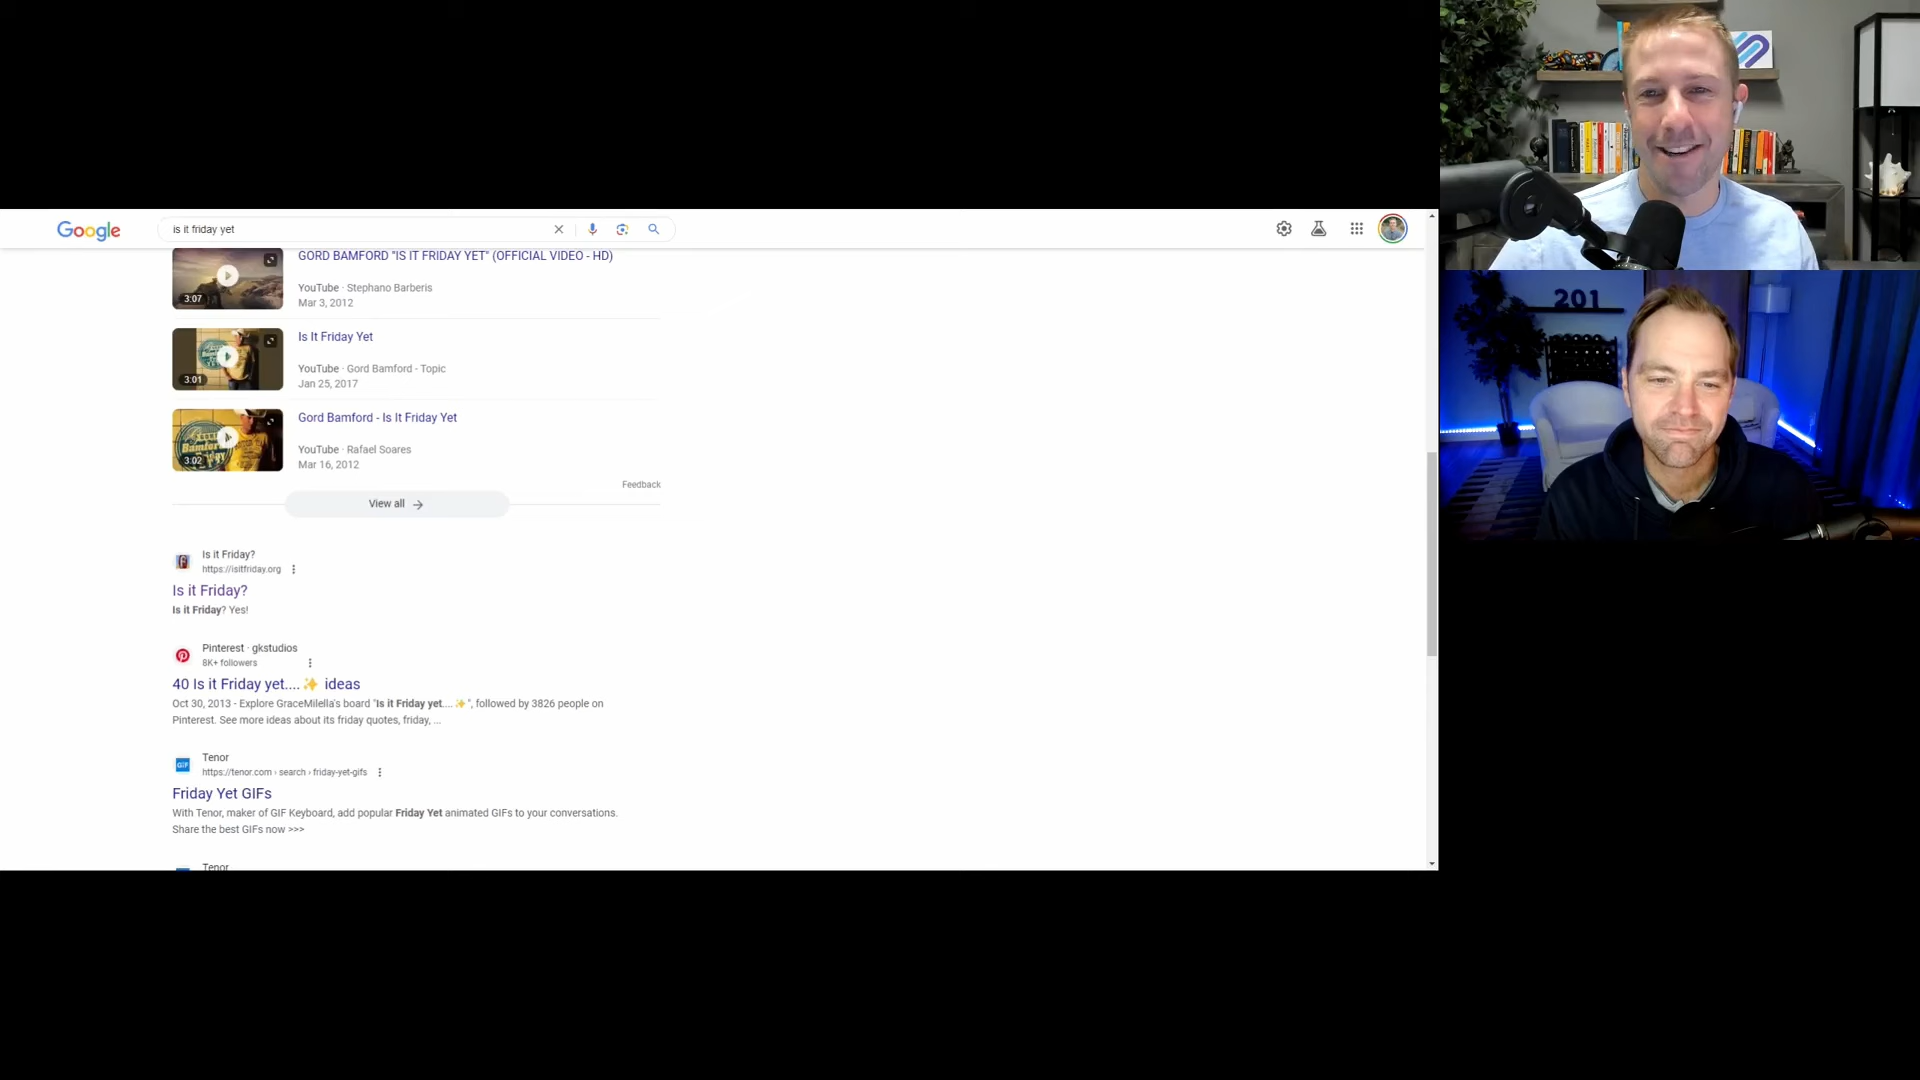 Google
is it friday yet
GORD BAMFORD "IS IT FRIDAY YET" (OFFICIAL VIDEO - HD)
3:07
YouTube · Stephano Barberis
Mar 3, 2012
Is It Friday Yet
3:01
YouTube · Gord Bamford - Topic
Jan 25, 2017
Gord Bamford - Is It Friday Yet
3:02
YouTube · Rafael Soares
Mar 16, 2012
Feedback
View all
Is it Friday?
https://isitfriday.org
Is it Friday?
Is it Friday? Yes!
Pinterest · gkstudios
8K+ followers
40 Is it Friday yet....✨ ideas
Oct 30, 2013 - Explore GraceMilella's board "Is it Friday yet....✨", followed by 3826 people on
Pinterest. See more ideas about its friday quotes, friday, ...
GIF
Tenor
https://tenor.com › search › friday-yet-gifs
Friday Yet GIFs
With Tenor, maker of GIF Keyboard, add popular Friday Yet animated GIFs to your conversations.
Share the best GIFs now >>>
Tenor
201